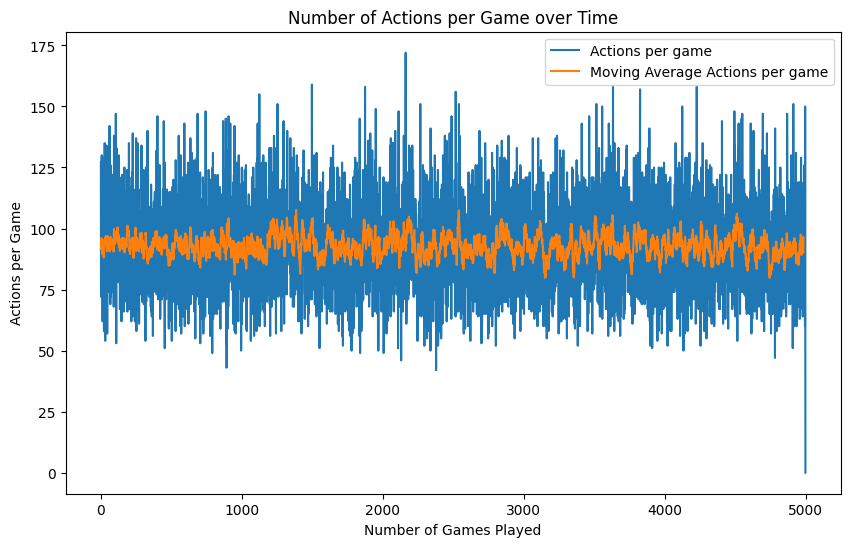 Number of Actions per Game over Time
Actions per game
Moving Average Actions per game
175
150
125
100
75
50
25
0
Actions per Game
0 1000 2000 3000 4000 5000
Number of Games Played